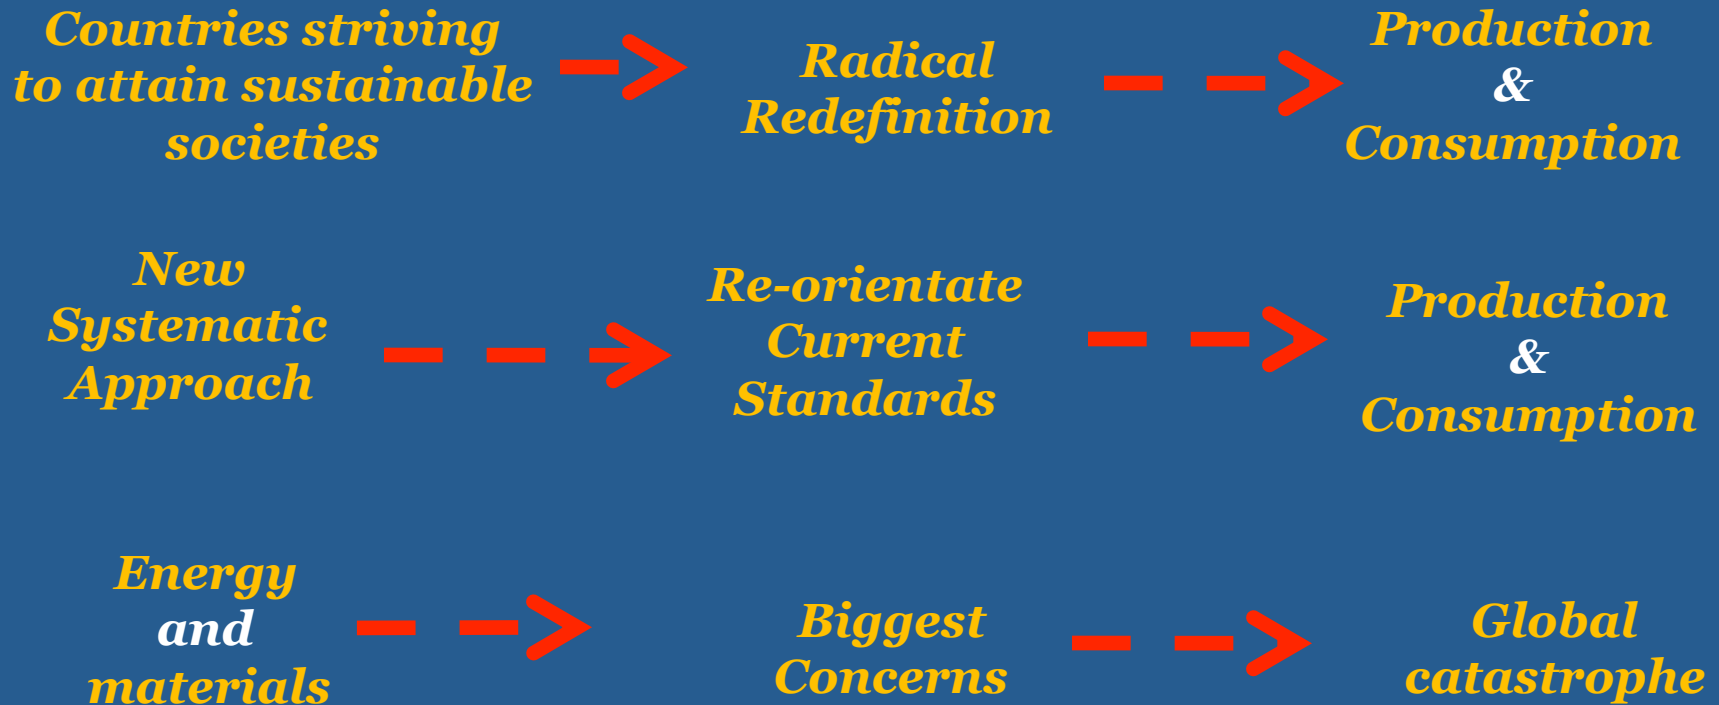 Countries striving
to attain sustainable
societies
Radical
Redefinition
Production
&
Consumption
New
Systematic
Approach
Re-orientate
Current
Standards
Production
&
Consumption
Energy
and
materials
Biggest
Concerns
Global
catastrophe